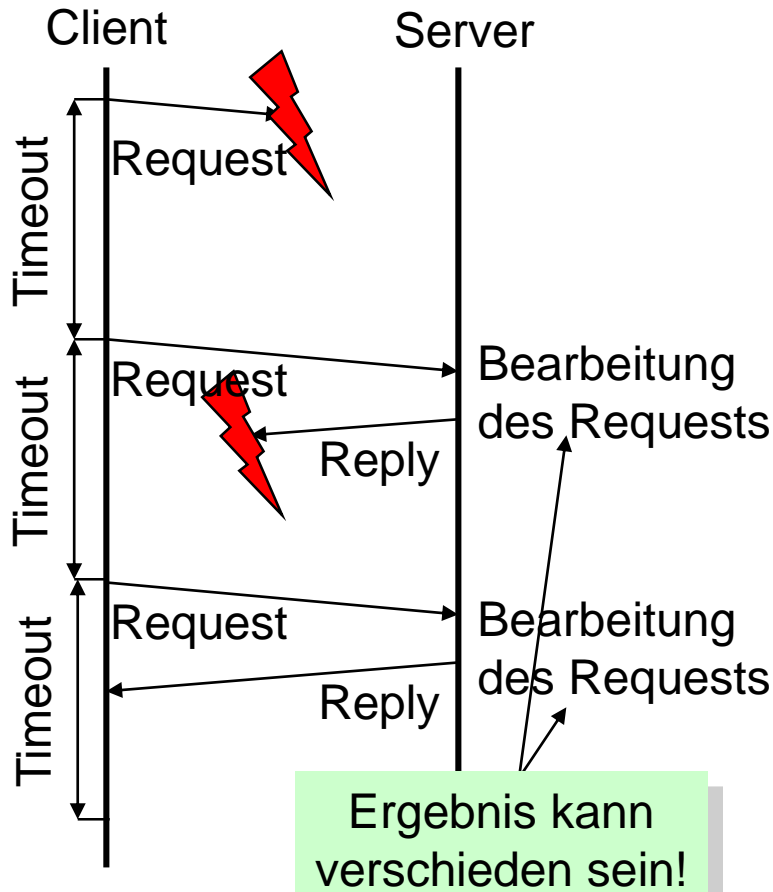 Client
Server
Timeout
Request
Timeout
Request
Bearbeitung
des Requests
Reply
Timeout
Request
Bearbeitung
des Requests
Reply
Ergebnis kann
verschieden sein!